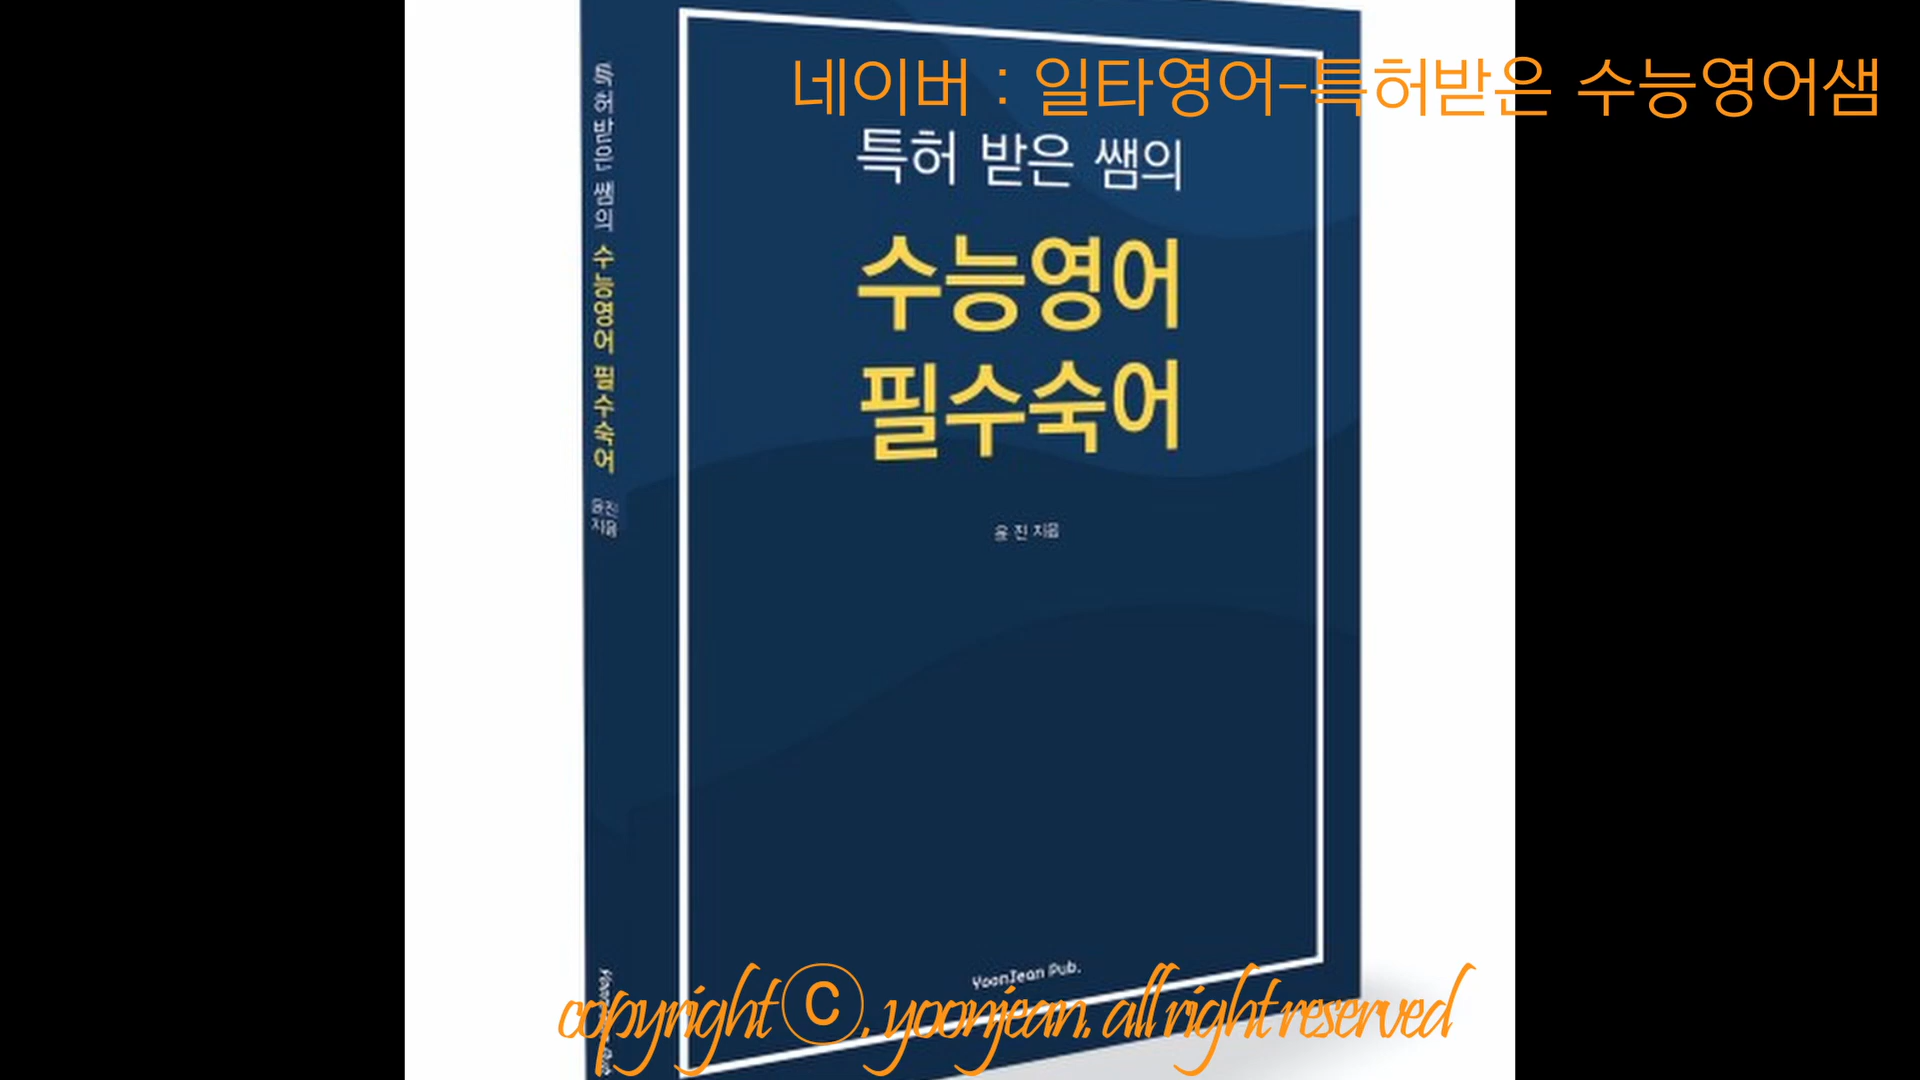 네이버 : 일타영어-특허받은 수능영어샘
특허 받은 쌤의
수능영어
필수숙어
윤 진 지음
특허 받은 쌤의 수능영어 필수숙어
윤진
지음
YoonJean Pub.
copyright ⓒ. yoonjean. all right reserved